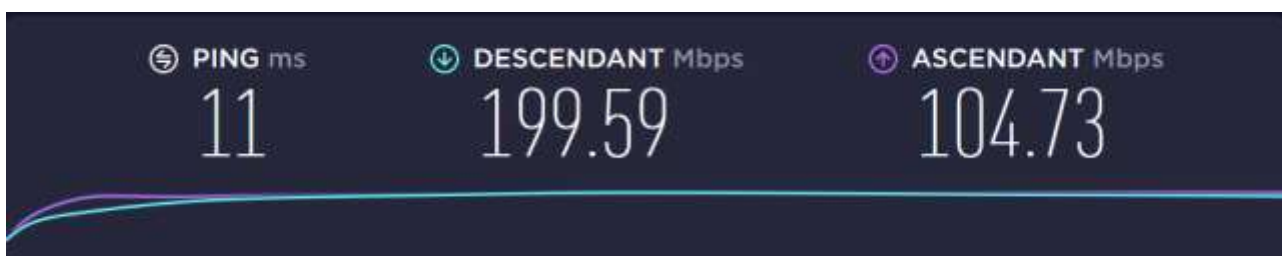 PING ms DESCENDANT Mbps ASCENDANT Mbps
11 199.59 104.73